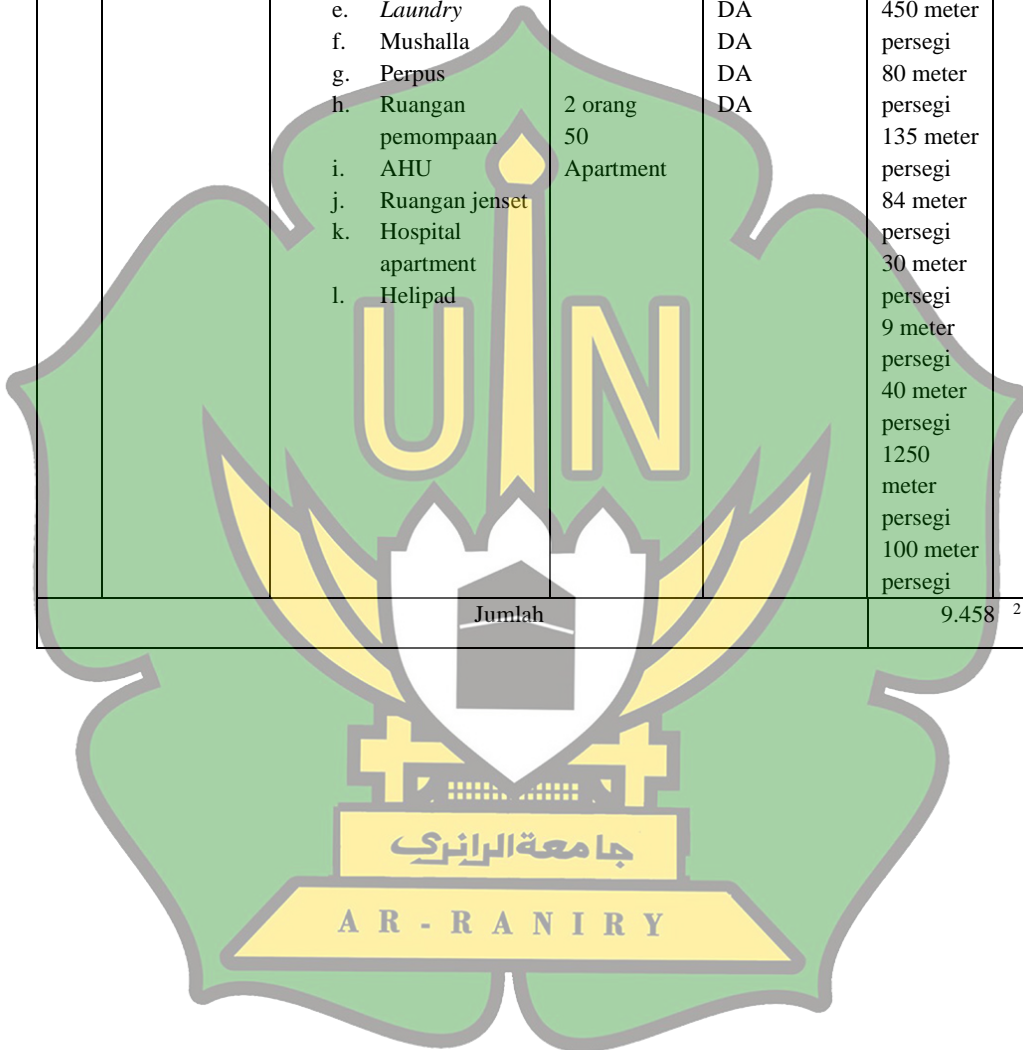 e. Laundry DA 450 meter
f. Mushalla DA persegi
g. Perpus DA 80 meter
h. Ruangan 2 orang DA persegi
pemompaan 50 135 meter
i. AHU Apartment persegi
j. Ruangan jenset 84 meter
k. Hospital persegi
apartment 30 meter
l. Helipad persegi
9 meter
persegi
40 meter
persegi
1250
meter
persegi
100 meter
persegi
Jumlah 9.458 2
UIN
جامعةالرانري
AR-RANIRY